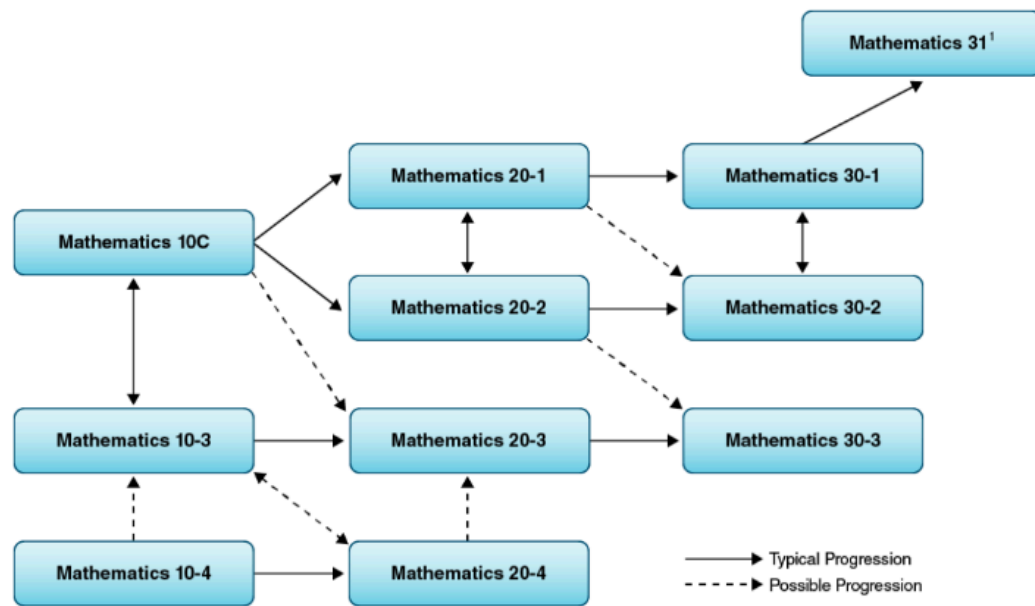 Mathematics 31¹
Mathematics 20-1
Mathematics 30-1
Mathematics 10C
Mathematics 20-2
Mathematics 30-2
Mathematics 10-3
Mathematics 20-3
Mathematics 30-3
Mathematics 10-4
Mathematics 20-4
Typical Progression
Possible Progression